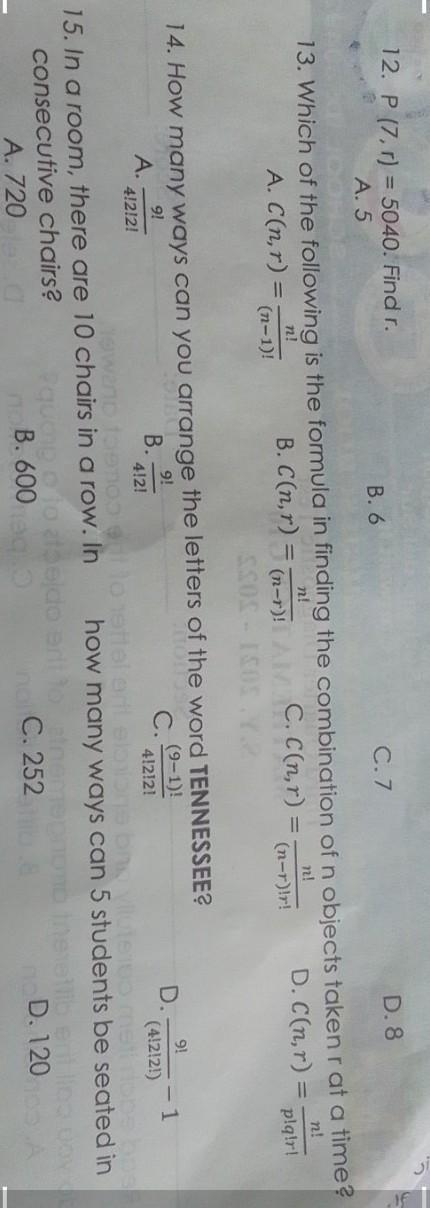 12. P (7, r) = 5040. Find r.
A. 5 B. 6 C. 7 D. 8
13. Which of the following is the formula in finding the combination of n objects taken r at a time?
A. C(n, r) = n!/(n−1)! B. C(n, r) = n!/(n−r)! C. C(n, r) = n!/(n−r)!r! D. C(n, r) = n!/p!q!r!
14. How many ways can you arrange the letters of the word TENNESSEE?
A. 9!/4!2!2! B. 9!/4!2! C. (9−1)!/4!2!2! D. 9!/(4!2!2!) − 1
15. In a room, there are 10 chairs in a row. In how many ways can 5 students be seated in
consecutive chairs?
A. 720 B. 600 C. 252 D. 120
S.Y. 2021 - 2022